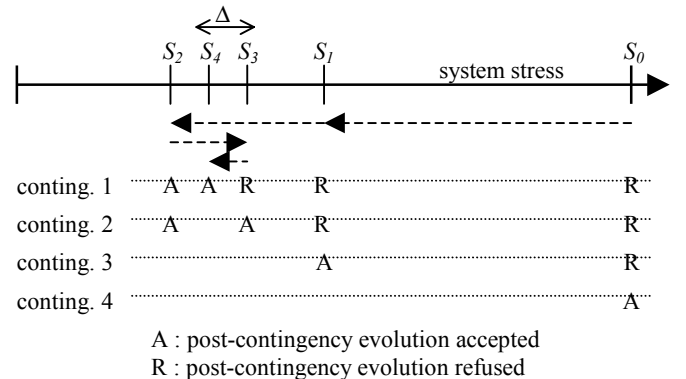 Δ
S2 S4 S3 S1 S0
system stress
conting. 1 A A R R R
conting. 2 A A R R
conting. 3 A R
conting. 4 A
A : post-contingency evolution accepted
R : post-contingency evolution refused